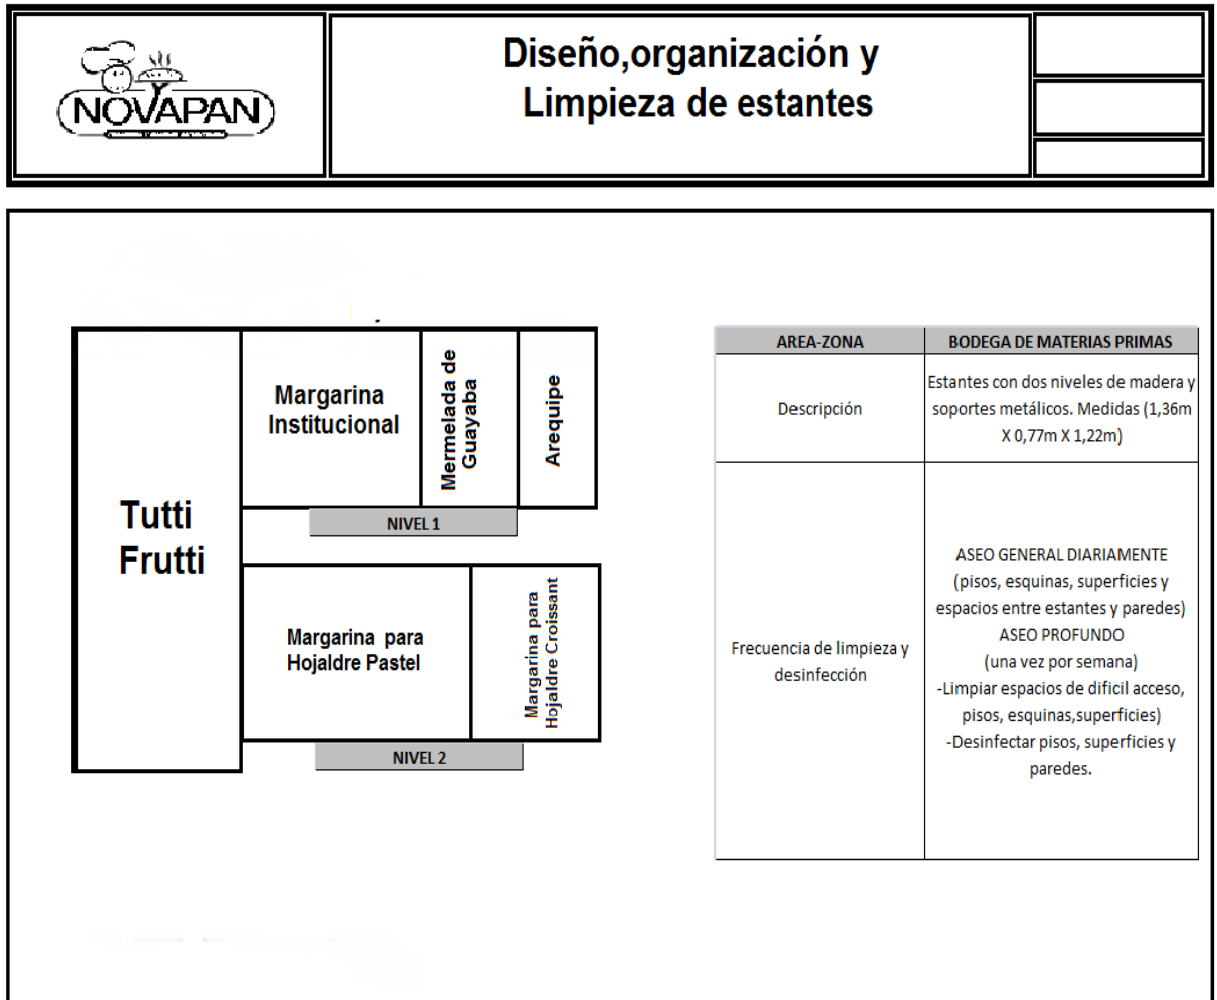 NOVAPAN
Diseño,organización y
Limpieza de estantes
Tutti
Frutti
Margarina
Institucional
Mermelada de
Guayaba
Arequipe
NIVEL 1
Margarina para
Hojaldre Pastel
Margarina para
Hojaldre Croissant
NIVEL 2
AREA-ZONA
BODEGA DE MATERIAS PRIMAS
Descripción
Estantes con dos niveles de madera y
soportes metálicos. Medidas (1,36m
X 0,77m X 1,22m)
Frecuencia de limpieza y
desinfección
ASEO GENERAL DIARIAMENTE
(pisos, esquinas, superficies y
espacios entre estantes y paredes)
ASEO PROFUNDO
(una vez por semana)
-Limpiar espacios de dificil acceso,
pisos, esquinas,superficies)
-Desinfectar pisos, superficies y
paredes.